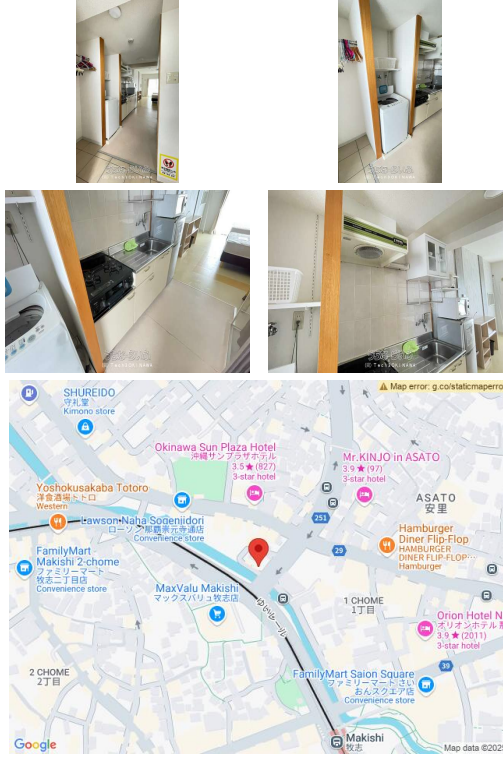 ⚠ Map error: g.co/staticmaperro
SHUREIDO
守礼堂
Kimono store
Okinawa Sun Plaza Hotel
沖縄サンプラザホテル
3.5★(827)
3-star hotel
Mr.KINJO in ASATO
3.9★(97)
3-star hotel
Yoshokusakaba Totoro
洋食酒場トトロ
Western
ASATO
安里
Lawson Naha Sogenjidori
ローソン 那覇崇元寺通店
Convenience store
251
29
Hamburger
Diner Flip-Flop
HAMBURGER
DINER FLIP-FLOP…
Hamburger
FamilyMart
Makishi 2-chome
ファミリーマート
牧志二丁目店
Convenience store
MaxValu Makishi
マックスバリュ牧志店
ゆいレール
1 CHOME
1丁目
Orion Hotel N
3.9★(2011)
3-star hotel
2 CHOME
2丁目
39
FamilyMart Saion Square
ファミリーマート さい
おんスクエア店
Convenience store
Makishi
牧志
Google
Map data ©202